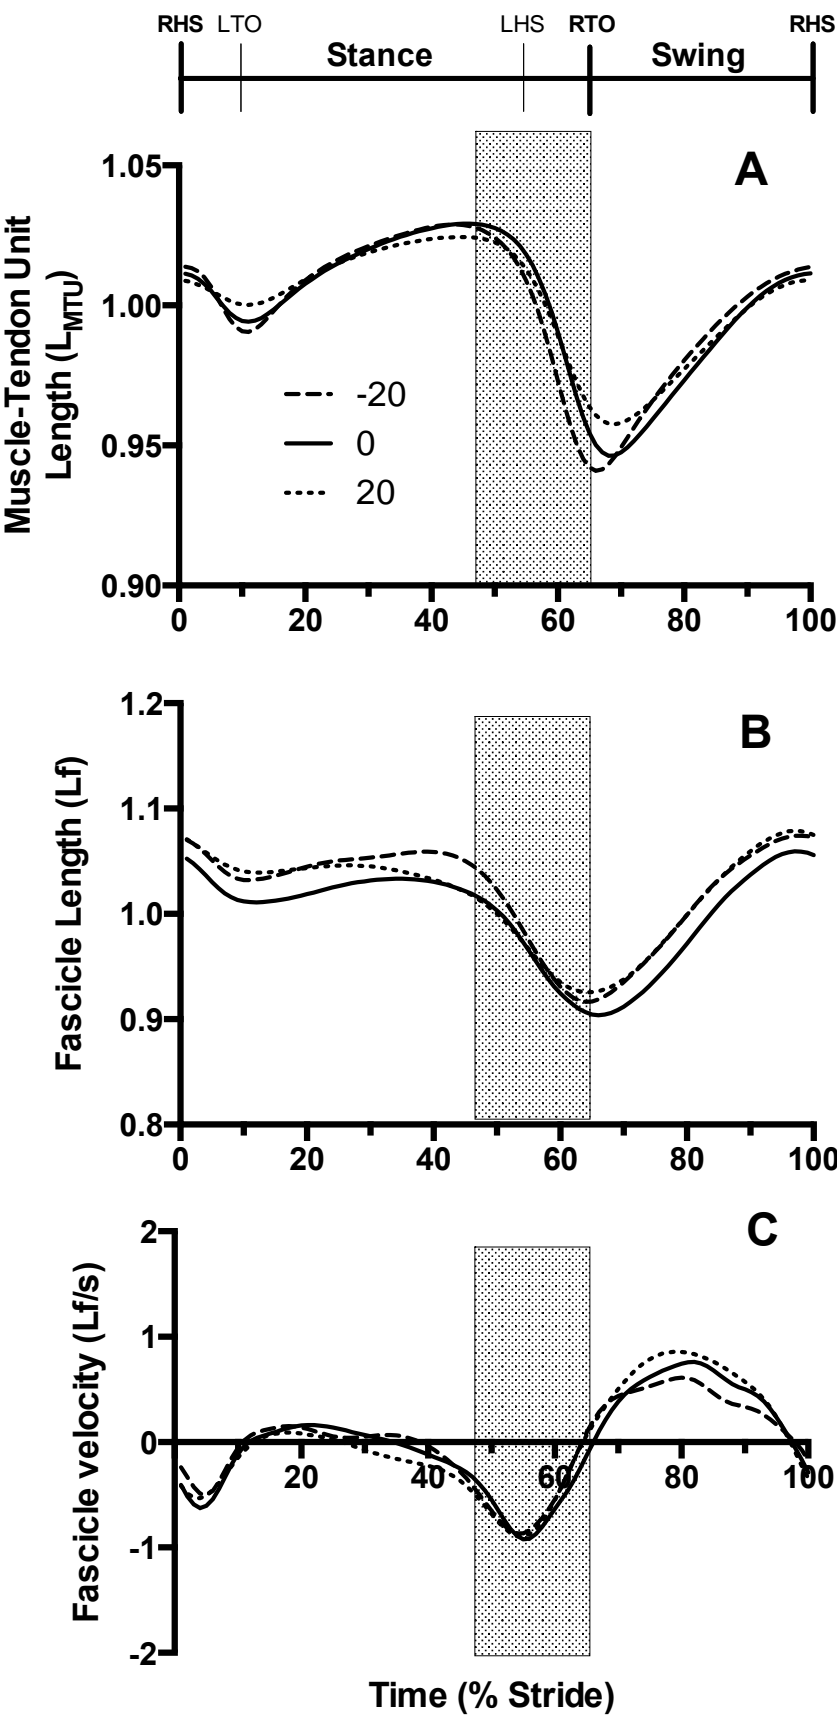 RHS LTO LHS RTO RHS
Stance Swing
A
Muscle-Tendon Unit
Length (LMTU)
1.05
1.00
0.95
0.90
-20
0
20
0 20 40 60 80 100
B
Fascicle Length (Lf)
1.2
1.1
1.0
0.9
0.8
0 20 40 60 80 100
C
Fascicle velocity (Lf/s)
2
1
0
-1
-2
20 40 60 80 100
Time (% Stride)